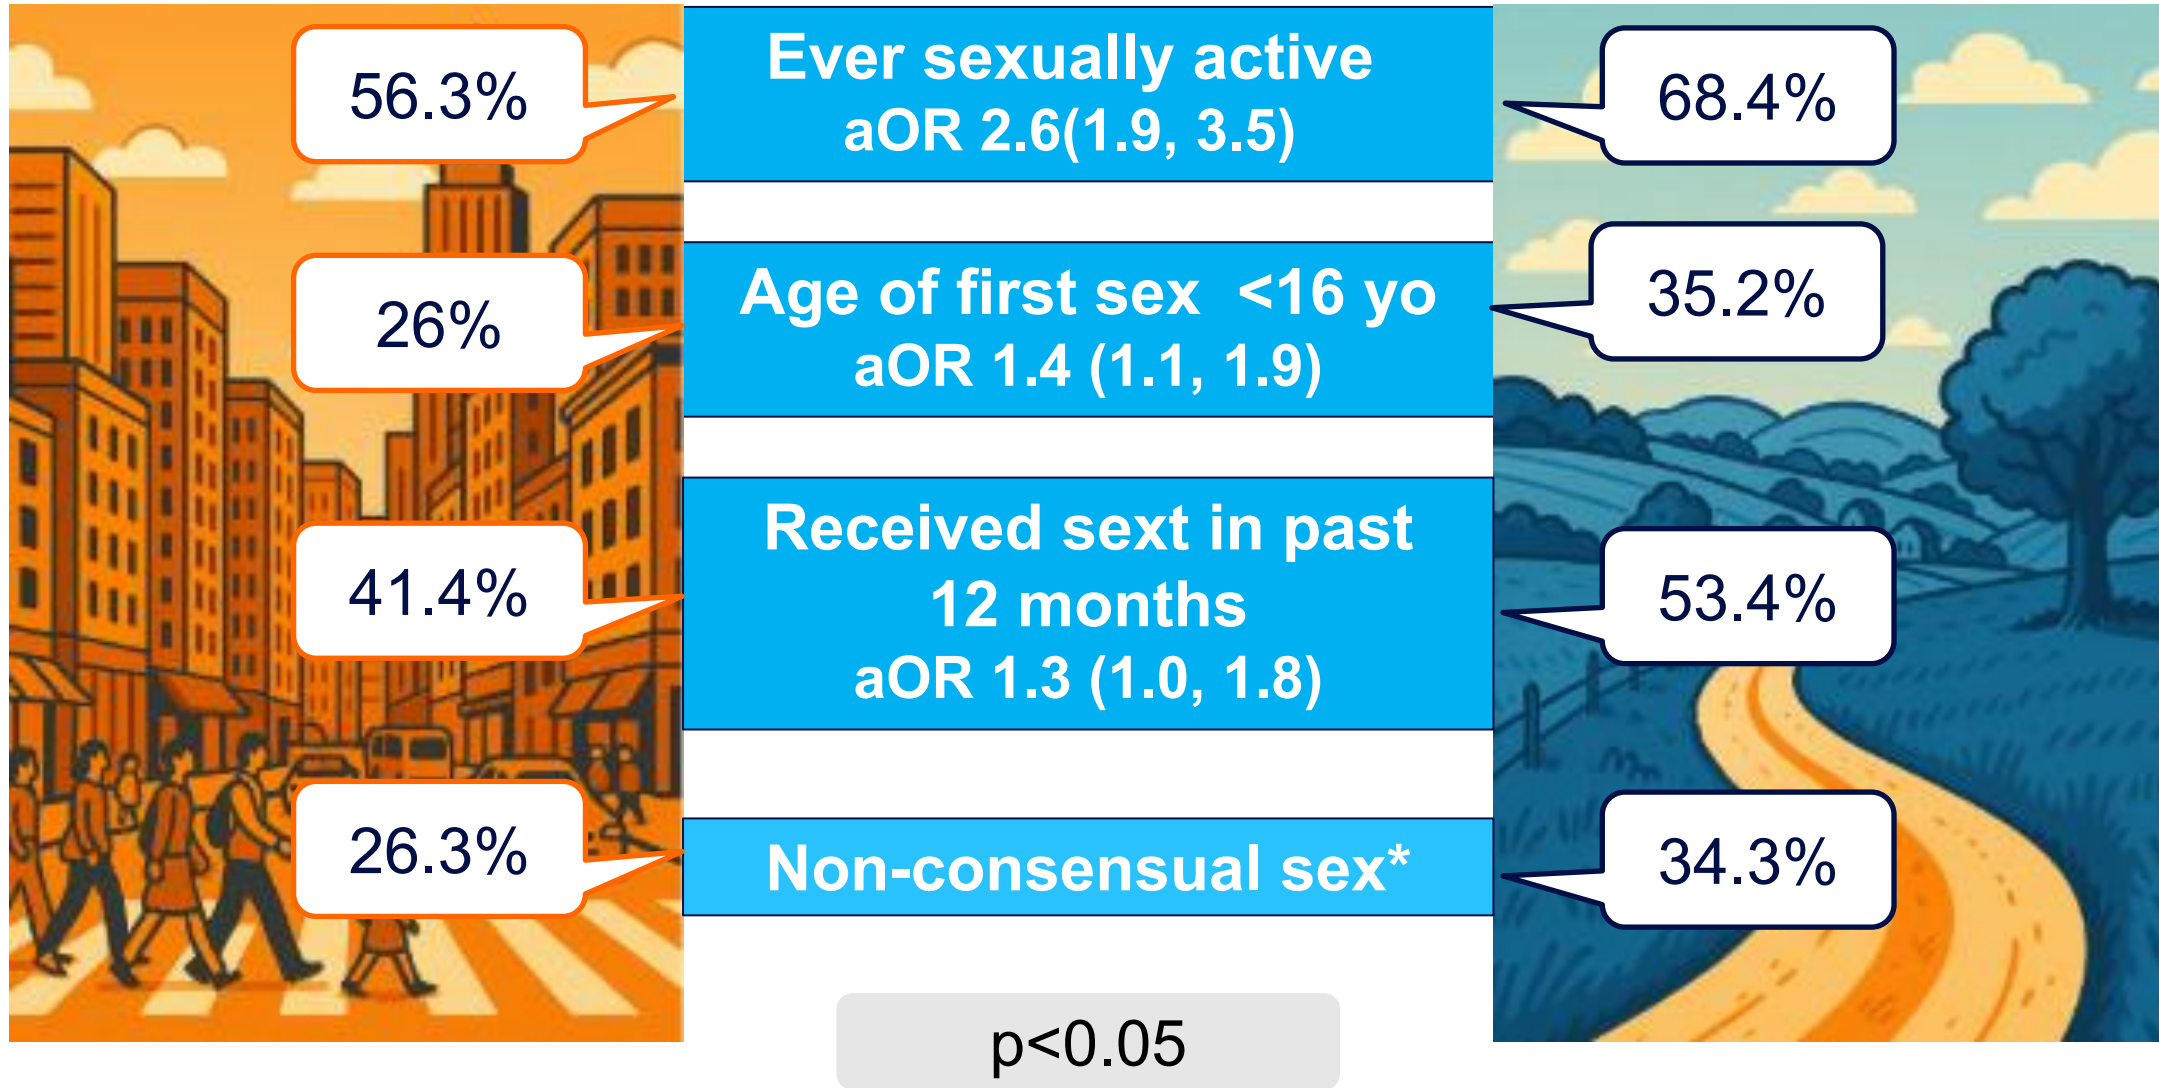 56.3%
Ever sexually active
aOR 2.6(1.9, 3.5)
68.4%
26%
Age of first sex <16 yo
aOR 1.4 (1.1, 1.9)
35.2%
41.4%
Received sext in past
12 months
aOR 1.3 (1.0, 1.8)
53.4%
26.3%
Non-consensual sex*
34.3%
p<0.05